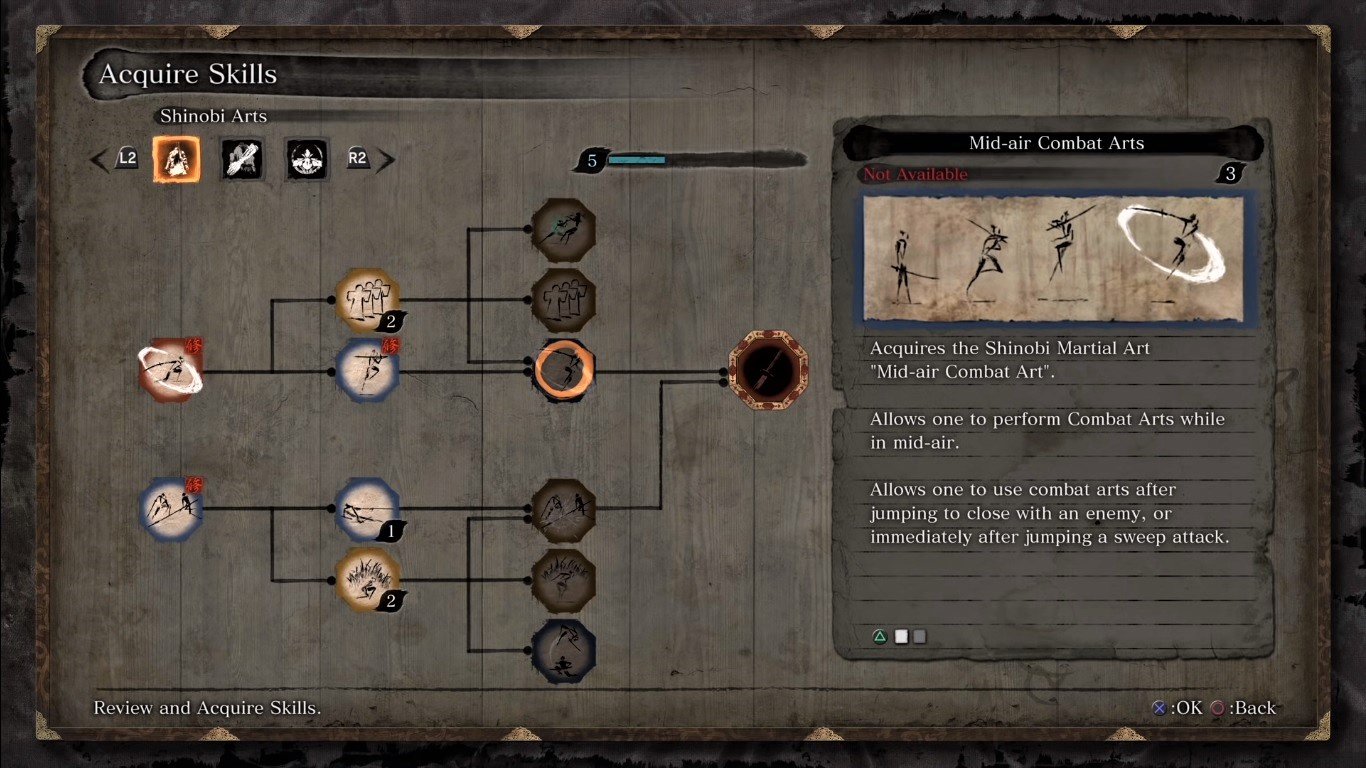 Acquire Skills
Shinobi Arts
L2
R2
5
Mid-air Combat Arts
Not Available
3
2
修
修
Acquires the Shinobi Martial Art
"Mid-air Combat Art".
Allows one to perform Combat Arts while
in mid-air.
修
1
Allows one to use combat arts after
jumping to close with an enemy, or
immediately after jumping a sweep attack.
2
Review and Acquire Skills.
:OK
:Back